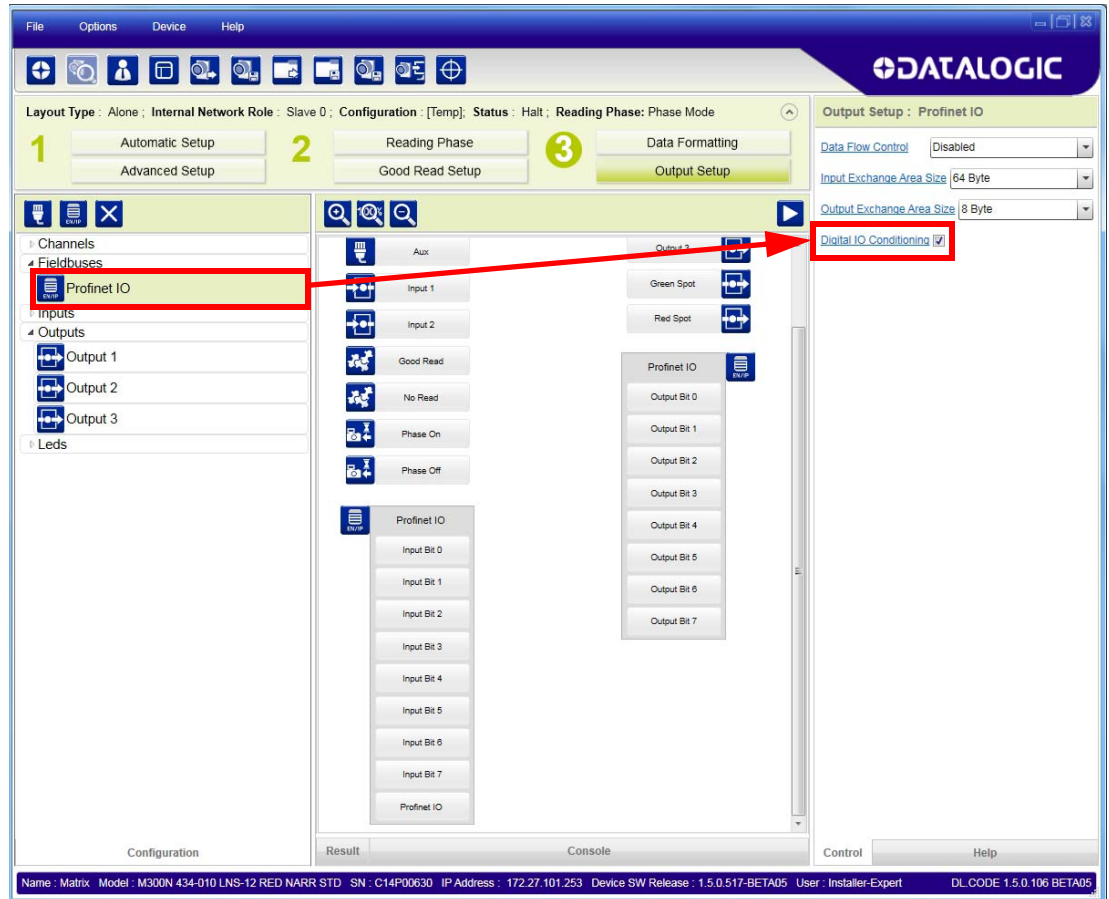 File Options Device Help
DATALOGIC
Layout Type : Alone ; Internal Network Role : Slave 0 ; Configuration : [Temp]; Status : Halt ; Reading Phase: Phase Mode
1
Automatic Setup
Advanced Setup
2
Reading Phase
Good Read Setup
3
Data Formatting
Output Setup
Channels
Fieldbuses
EN/IP
Profinet IO
Inputs
Outputs
Output 1
Output 2
Output 3
Leds
Configuration
100%
Aux
Input 1
Input 2
Good Read
No Read
Phase On
Phase Off
EN/IP
Profinet IO
Input Bit 0
Input Bit 1
Input Bit 2
Input Bit 3
Input Bit 4
Input Bit 5
Input Bit 6
Input Bit 7
Profinet IO
Output 3
Green Spot
Red Spot
Profinet IO
EN/IP
Output Bit 0
Output Bit 1
Output Bit 2
Output Bit 3
Output Bit 4
Output Bit 5
Output Bit 6
Output Bit 7
Result Console
Output Setup : Profinet IO
Data Flow Control Disabled
Input Exchange Area Size 64 Byte
Output Exchange Area Size 8 Byte
Digital IO Conditioning
Control Help
Name : Matrix Model : M300N 434-010 LNS-12 RED NARR STD SN : C14P00630 IP Address : 172.27.101.253 Device SW Release : 1.5.0.517-BETA05 User : Installer-Expert DL.CODE 1.5.0.106 BETA05